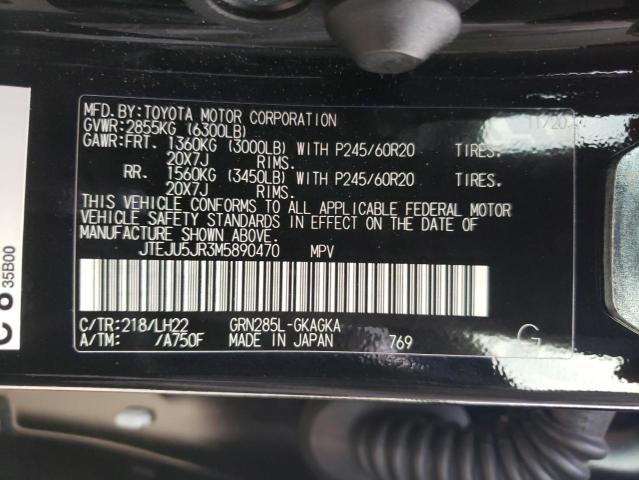 MFD.BY:TOYOTA MOTOR CORPORATION 11/20
GVWR:2855KG (6300LB)
GAWR:FRT. 1360KG (3000LB) WITH P245/60R20 TIRES.
20X7J RIMS.
RR. 1560KG (3450LB) WITH P245/60R20 TIRES.
20X7J RIMS.
THIS VEHICLE CONFORMS TO ALL APPLICABLE FEDERAL MOTOR
VEHICLE SAFETY STANDARDS IN EFFECT ON THE DATE OF
MANUFACTURE SHOWN ABOVE.
JTEJU5JR3M5890470 MPV
C/TR:218/LH22 GRN285L-GKAGKA
A/TM: /A750F MADE IN JAPAN 769
G
35B00